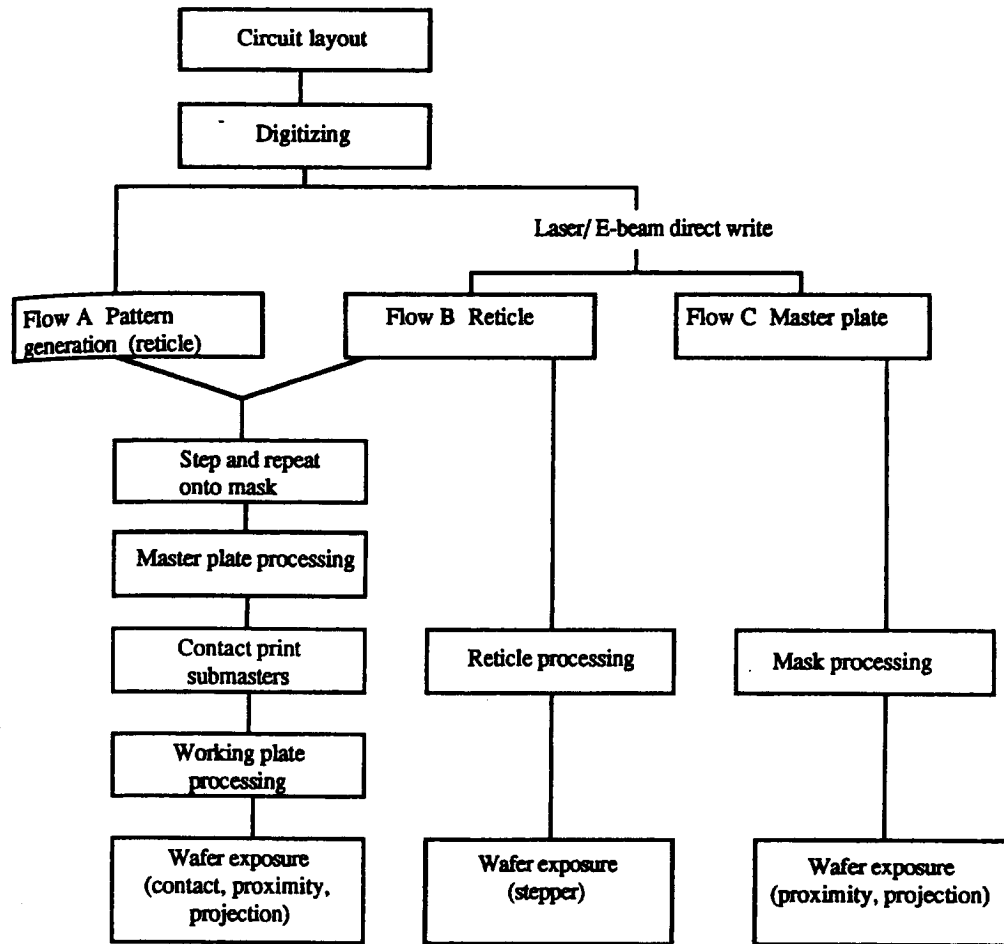 Circuit layout
Digitizing
Laser/ E-beam direct write
Flow A Pattern
generation (reticle)
Flow B Reticle
Flow C Master plate
Step and repeat
onto mask
Master plate processing
Contact print
submasters
Reticle processing
Mask processing
Working plate
processing
Wafer exposure
(contact, proximity,
projection)
Wafer exposure
(stepper)
Wafer exposure
(proximity, projection)